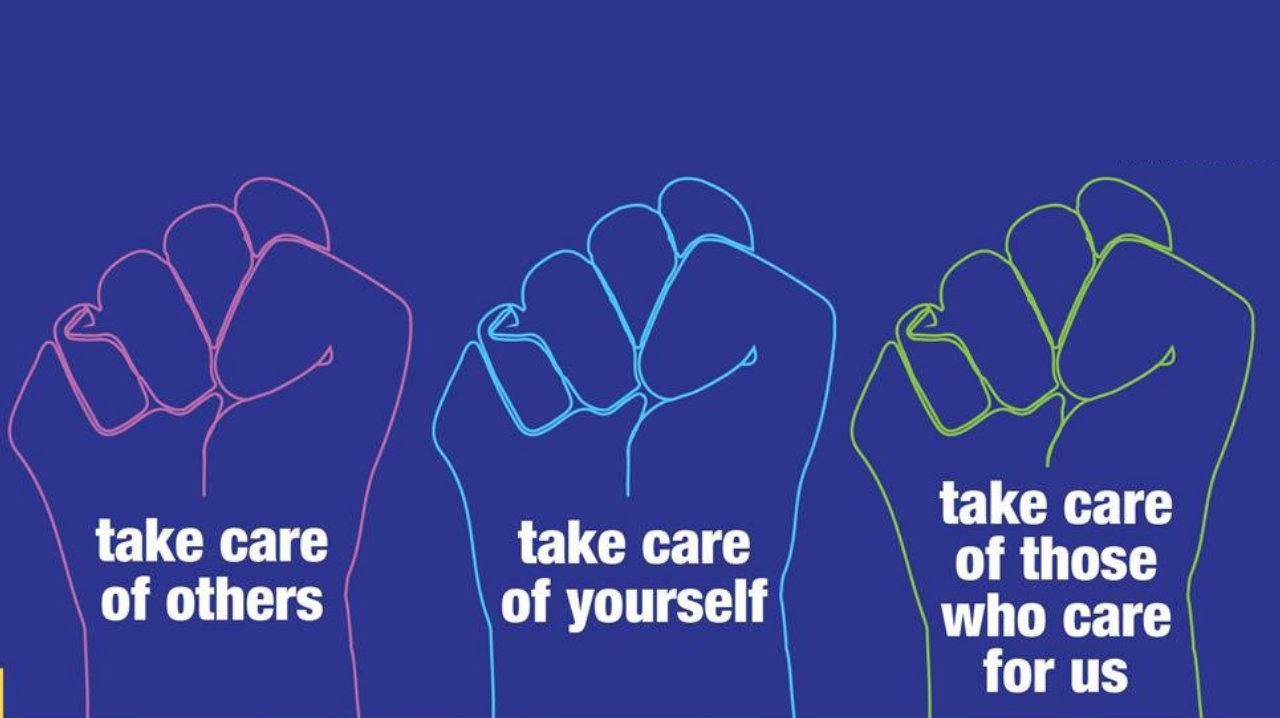 take care
of others
take care
of yourself
take care
of those
who care
for us